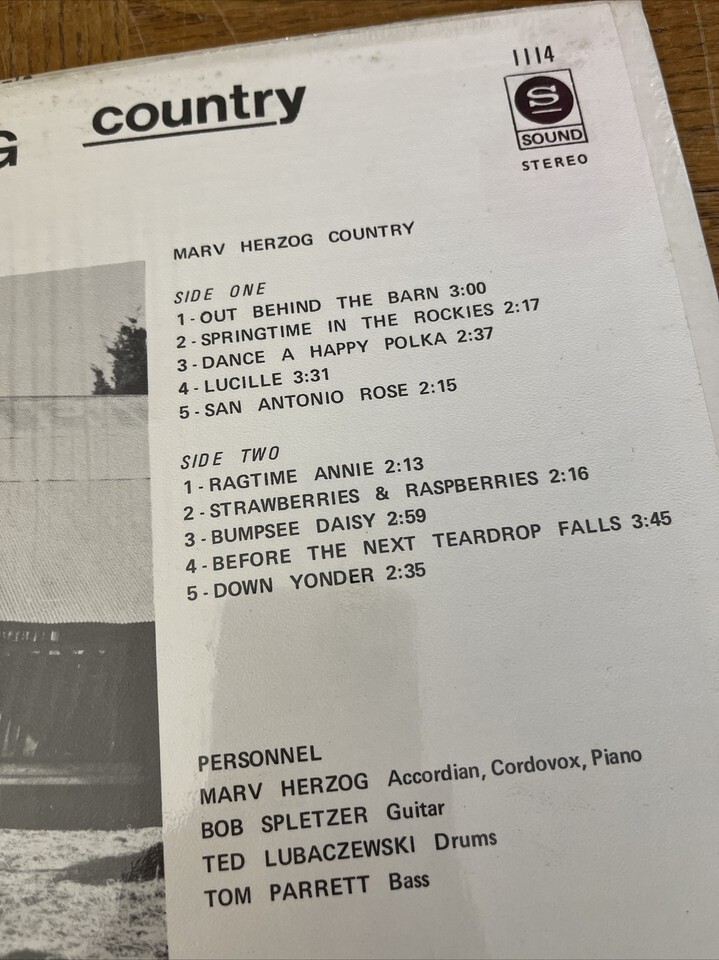 G country
1114
S
SOUND
STEREO
MARV HERZOG COUNTRY
SIDE ONE
1 - OUT BEHIND THE BARN 3:00
2 - SPRINGTIME IN THE ROCKIES 2:17
3 - DANCE A HAPPY POLKA 2:37
4 - LUCILLE 3:31
5 - SAN ANTONIO ROSE 2:15
SIDE TWO
1 - RAGTIME ANNIE 2:13
2 - STRAWBERRIES & RASPBERRIES 2:16
3 - BUMPSEE DAISY 2:59
4 - BEFORE THE NEXT TEARDROP FALLS 3:45
5 - DOWN YONDER 2:35
PERSONNEL
MARV HERZOG Accordian, Cordovox, Piano
BOB SPLETZER Guitar
TED LUBACZEWSKI Drums
TOM PARRETT Bass